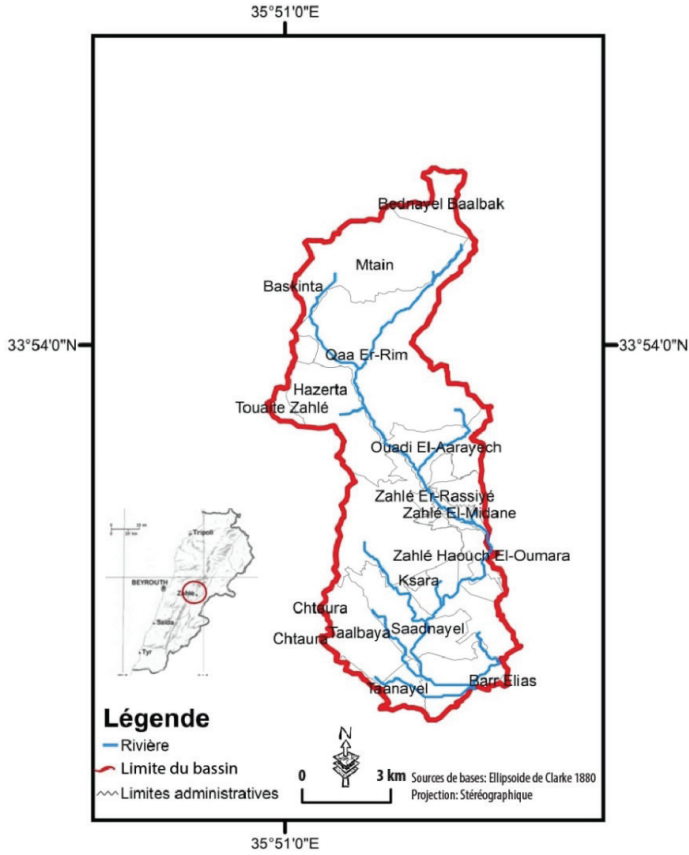 35°51'0"N
Bednayel Baalbak
Mtain
Baskinta
33°54'0"N
33°54'0"N
Qaa Er-Rim
Hazerta
Touaite Zahlé
Ouadi El-Aarayech
Zahlé Er-Rassiyé
Zahlé El-Midane
Zahlé Haouch El-Oumara
Ksara
Chtaura
Taalbaya
Saadnayel
Chtaura
Barr Elias
Taanayel
Tripoli
BEYROUTH
Zahle
Saida
Tyr
Légende
Rivière
Limite du bassin
Limites administratives
N
0 3 km
Sources de bases: Ellipsoide de Clarke 1880
Projection: Stéréographique
35°51'0"N